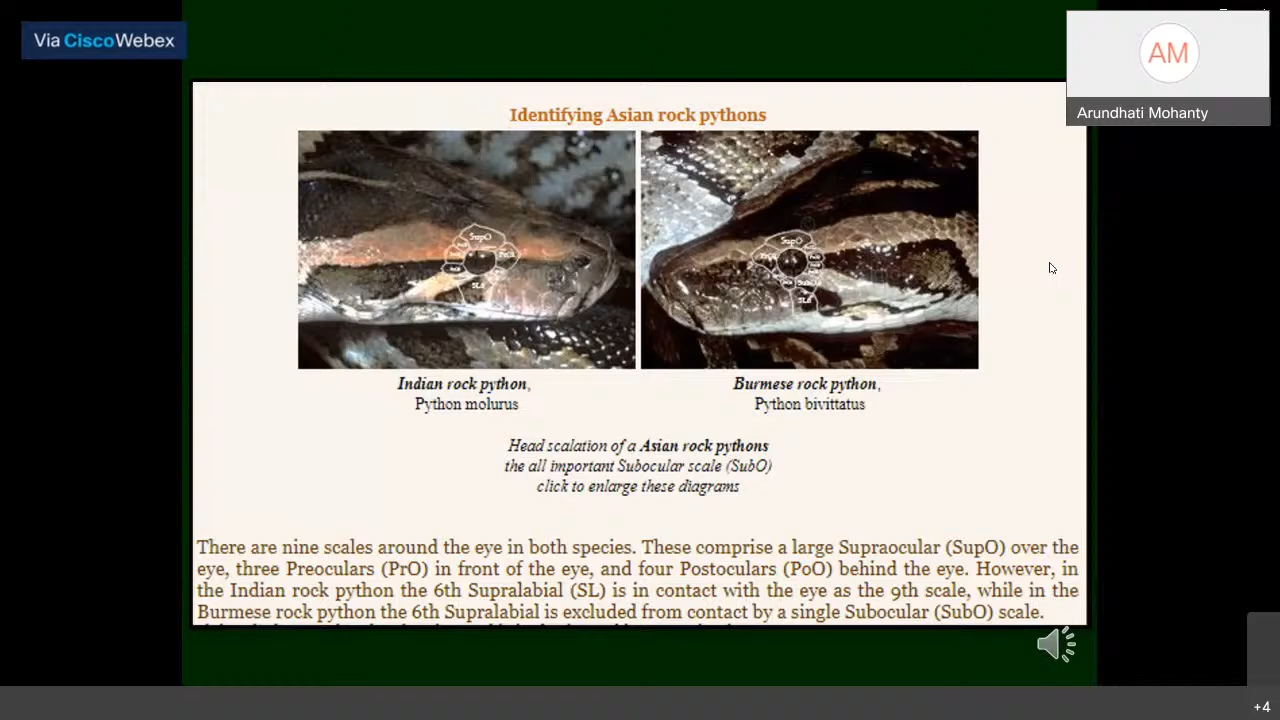 Via CiscoWebex
AM
Arundhati Mohanty
Identifying Asian rock pythons
SupO
SL6
SupO
SubO
SL6
Indian rock python,
Python molurus
Burmese rock python,
Python bivittatus
Head scalation of a Asian rock pythons
the all important Subocular scale (SubO)
click to enlarge these diagrams
There are nine scales around the eye in both species. These comprise a large Supraocular (SupO) over the
eye, three Preoculars (PrO) in front of the eye, and four Postoculars (PoO) behind the eye. However, in
the Indian rock python the 6th Supralabial (SL) is in contact with the eye as the 9th scale, while in the
Burmese rock python the 6th Supralabial is excluded from contact by a single Subocular (SubO) scale.
+4